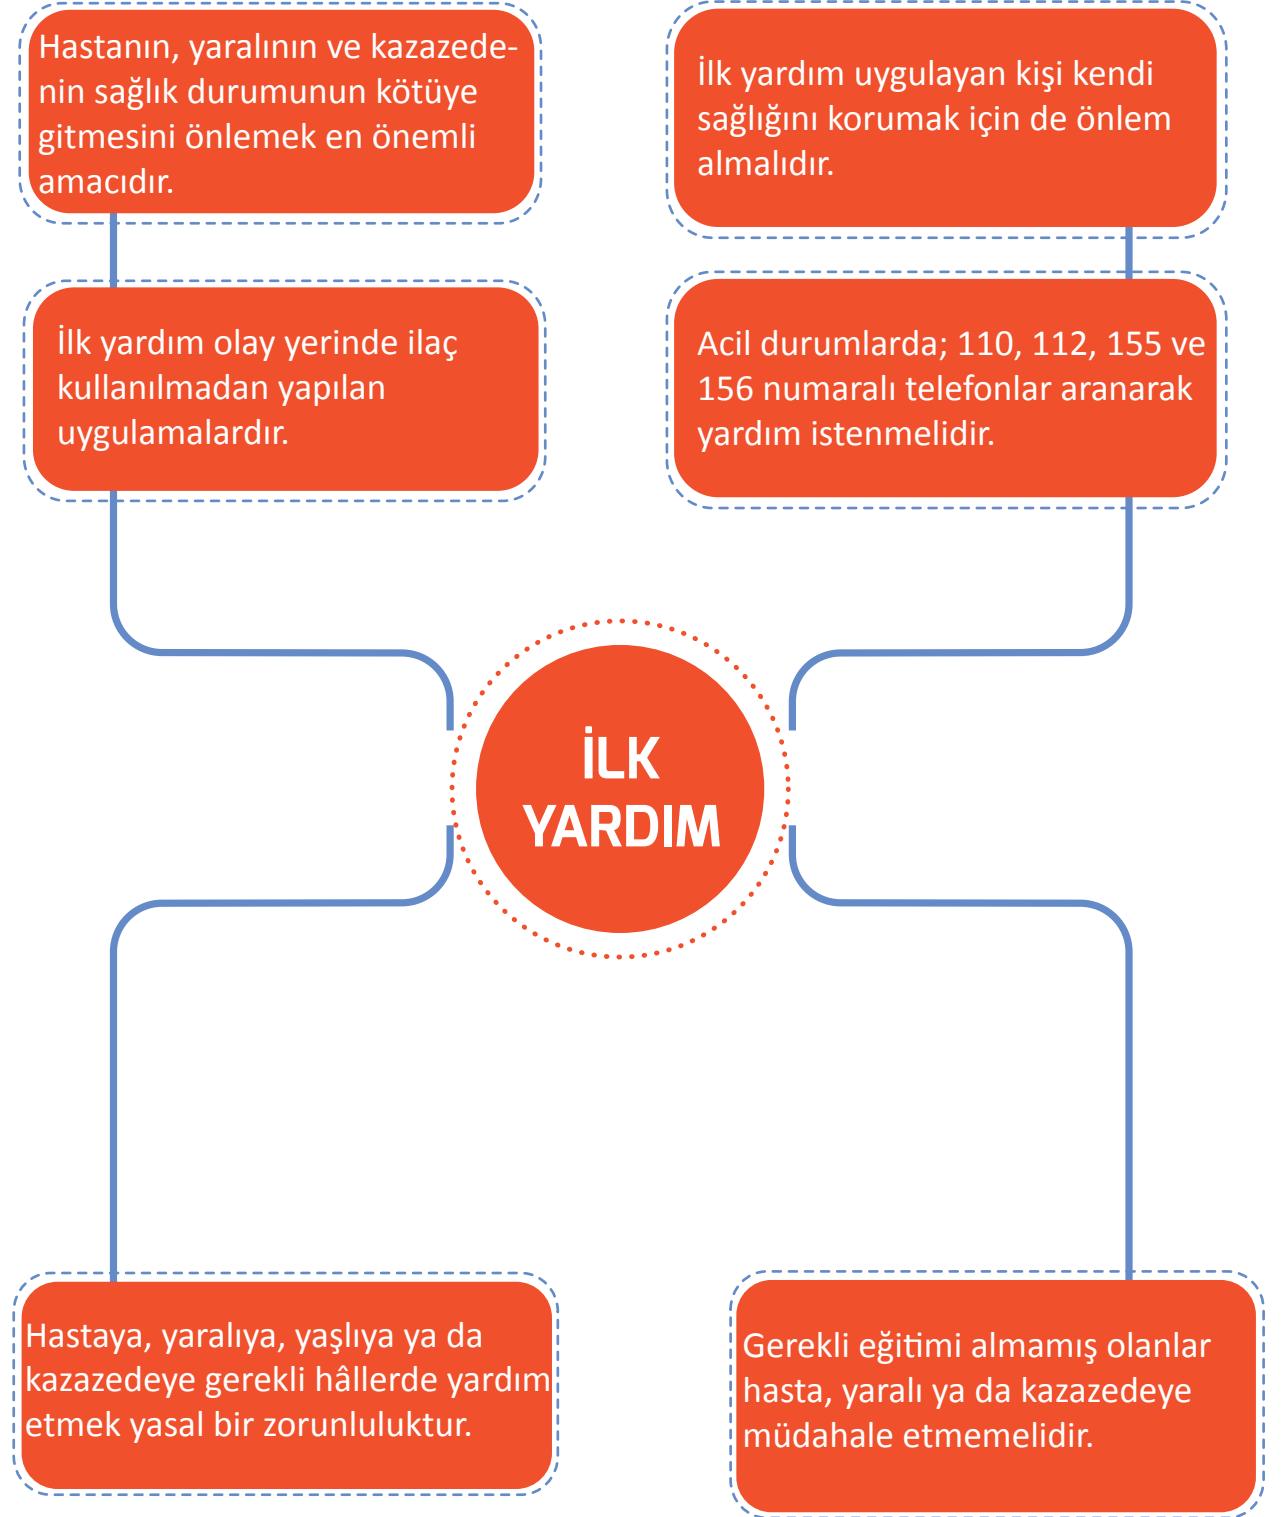 Hastanın, yaralının ve kazazede-
nin sağlık durumunun kötüye
gitmesini önlemek en önemli
amacıdır.
İlk yardım uygulayan kişi kendi
sağlığını korumak için de önlem
almalıdır.
İlk yardım olay yerinde ilaç
kullanılmadan yapılan
uygulamalardır.
Acil durumlarda; 110, 112, 155 ve
156 numaralı telefonlar aranarak
yardım istenmelidir.
İLK
YARDIM
Hastaya, yaralıya, yaşlıya ya da
kazazedeye gerekli hâllerde yardım
etmek yasal bir zorunluluktur.
Gerekli eğitimi almamış olanlar
hasta, yaralı ya da kazazedeye
müdahale etmemelidir.